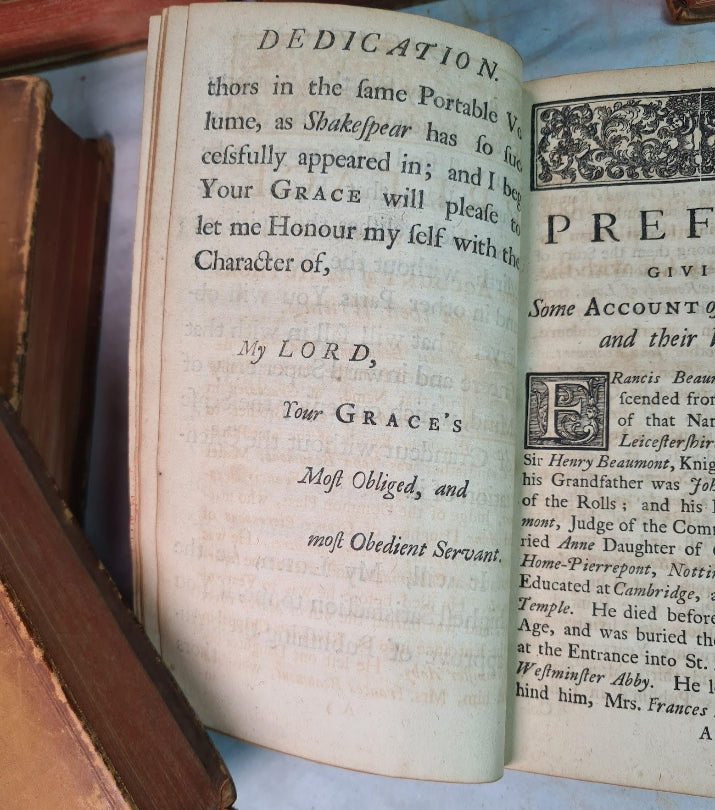 DEDICATION.
thors in the ſame Portable Vo
lume, as Shakeſpear has ſo ſuc
ceſsfully appeared in; and I beg
Your GRACE will pleaſe to
let me Honour my ſelf with the
Character of,
My LORD,
Your GRACE's
Moſt Obliged, and
moſt Obedient Servant.
PREF
GIVI
Some ACCOUNT of
and their
FRancis Beaum
ſcended from
of that Nam
Leiceſterſhir
Sir Henry Beaumont, Knig
his Grandfather was Joh
of the Rolls; and his
mont, Judge of the Comm
ried Anne Daughter of
Home-Pierrepont, Nottin
Educated at Cambridge,
Temple. He died before
Age, and was buried the
at the Entrance into St.
Weſtminſter Abby. He l
hind him, Mrs. Frances
A